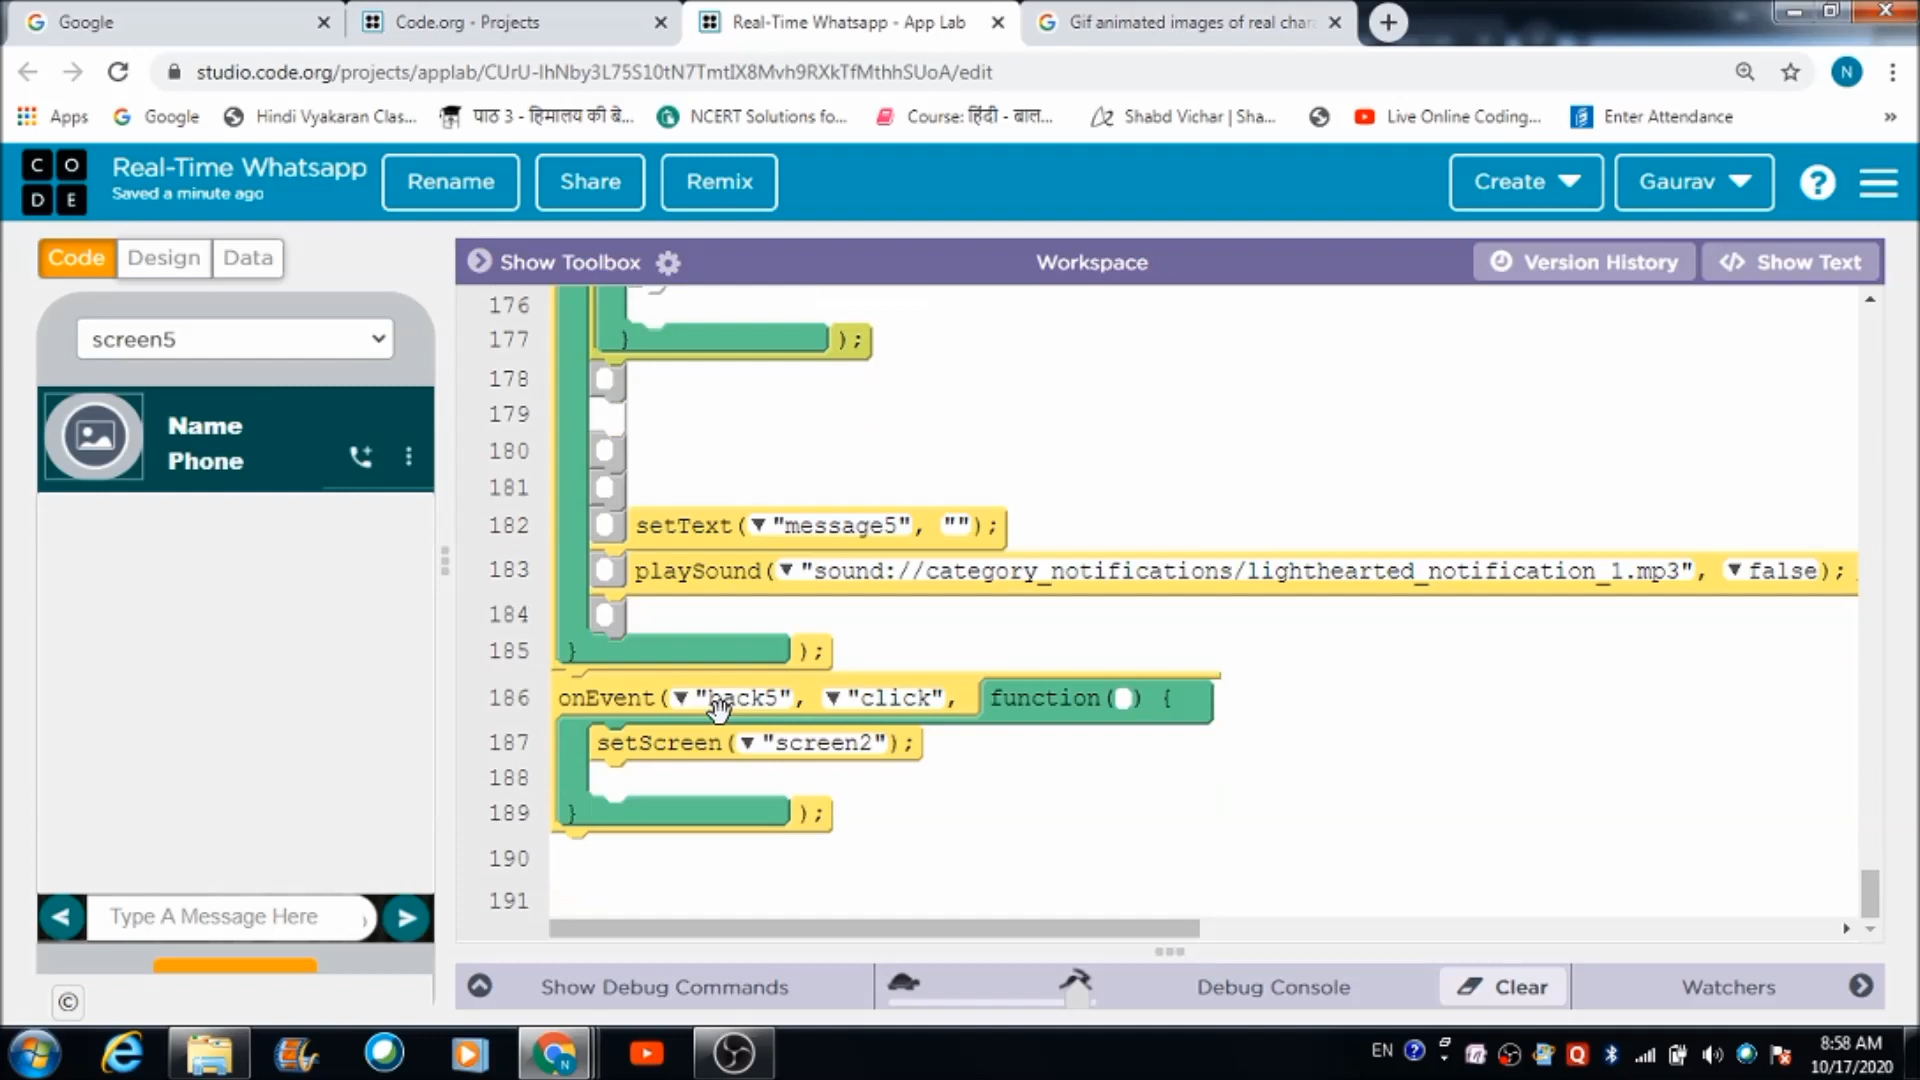 Google
Code.org - Projects
Real-Time Whatsapp - App Lab
Gif animated images of real char
studio.code.org/projects/applab/CUrU-lhNby3L75S10tN7TmtIX8Mvh9RXkTfMthhSUoA/edit
N
Apps
Google
Hindi Vyakaran Clas...
पाठ 3 - हिमालय की बे...
NCERT Solutions fo...
Course: हिंदी - बाल...
Shabd Vichar | Sha...
Live Online Coding...
Enter Attendance
»
C O
D E
Real-Time Whatsapp
Saved a minute ago
Rename
Share
Remix
Create
Gaurav
?
Code
Design
Data
Show Toolbox
Workspace
Version History
</> Show Text
screen5
Name
Phone
Type A Message Here
176
177 } );
178
179
180
181
182 setText( "message5", "");
183 playSound( "sound://category_notifications/lighthearted_notification_1.mp3", false);
184
185 } );
186 onEvent( "back5", "click", function( ) {
187 setScreen( "screen2");
188
189 } );
190
191
©
Show Debug Commands
Debug Console
Clear
Watchers
EN
8:58 AM
10/17/2020